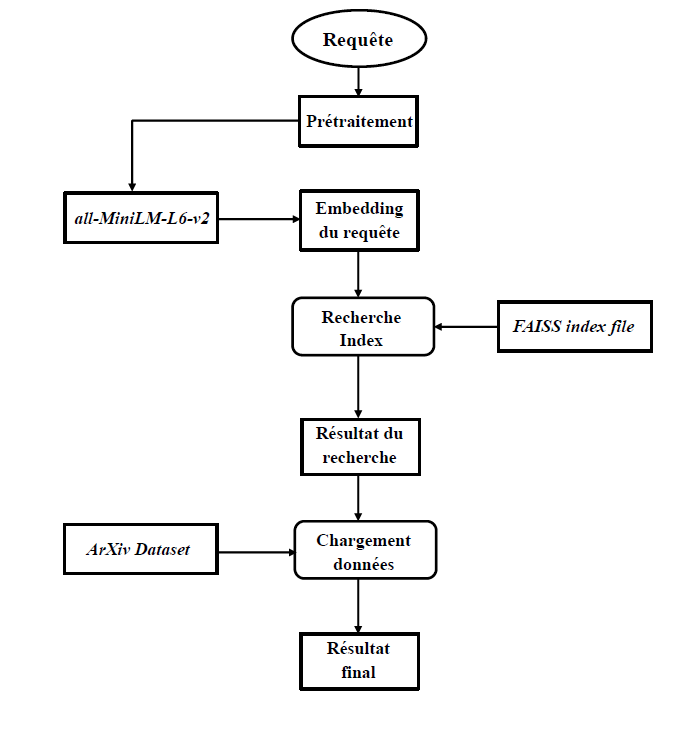 Requête
Prétraitement
all-MiniLM-L6-v2
Embedding
du requête
Recherche
Index
FAISS index file
Résultat du
recherche
ArXiv Dataset
Chargement
données
Résultat
final